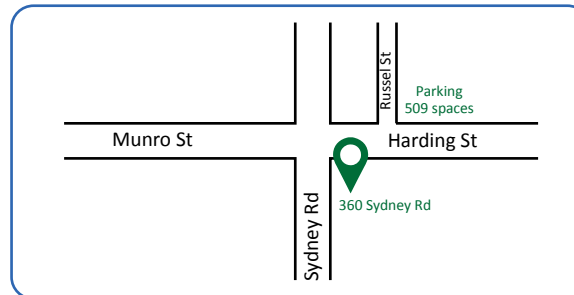 Russel St
Parking
509 spaces
Munro St
Harding St
360 Sydney Rd
Sydney Rd